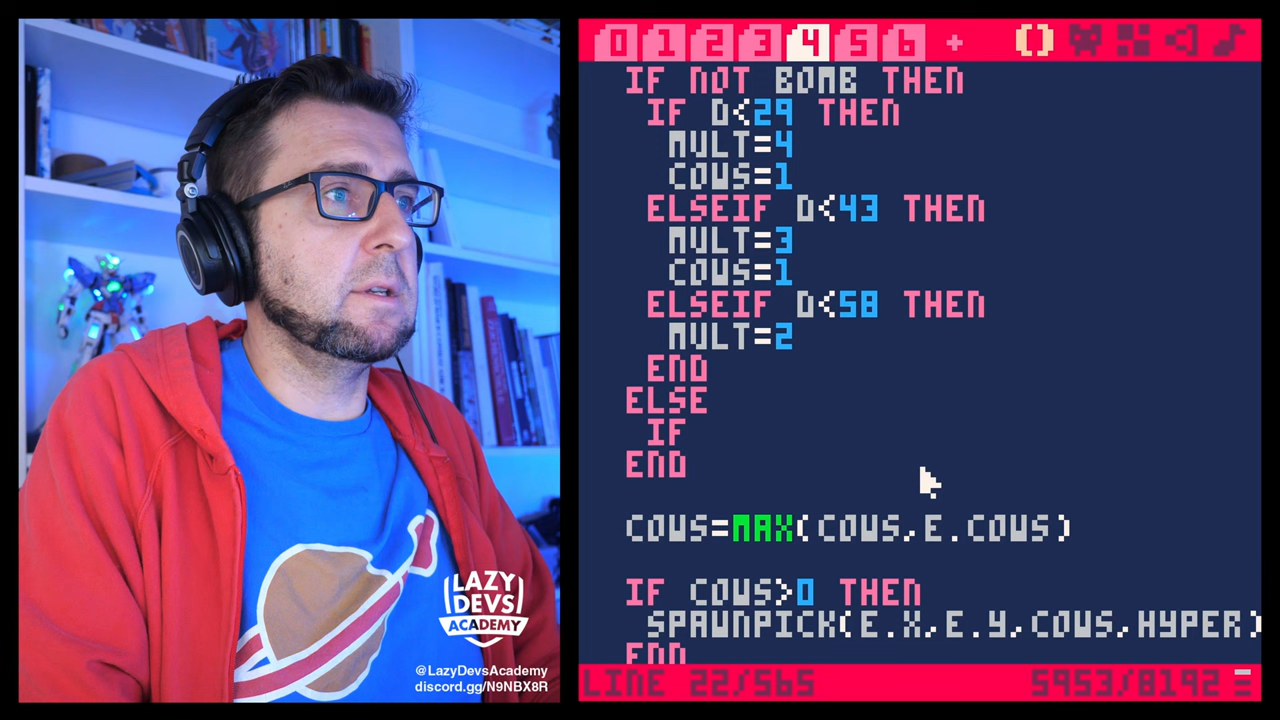 0 1 2 3 4 5 6 +
IF NOT BOMB THEN
IF D<29 THEN
MULT=4
COWS=1
ELSEIF D<43 THEN
MULT=3
COWS=1
ELSEIF D<58 THEN
MULT=2
END
ELSE
IF
END
COWS=MAX(COWS,E.COWS)
IF COWS>0 THEN
SPAWNPICK(E.X,E.Y,COWS,HYPER)
END
LINE 22/565
5953/8192
LAZY
DEVS
ACADEMY
@LazyDevsAcademy
discord.gg/N9NBX8R